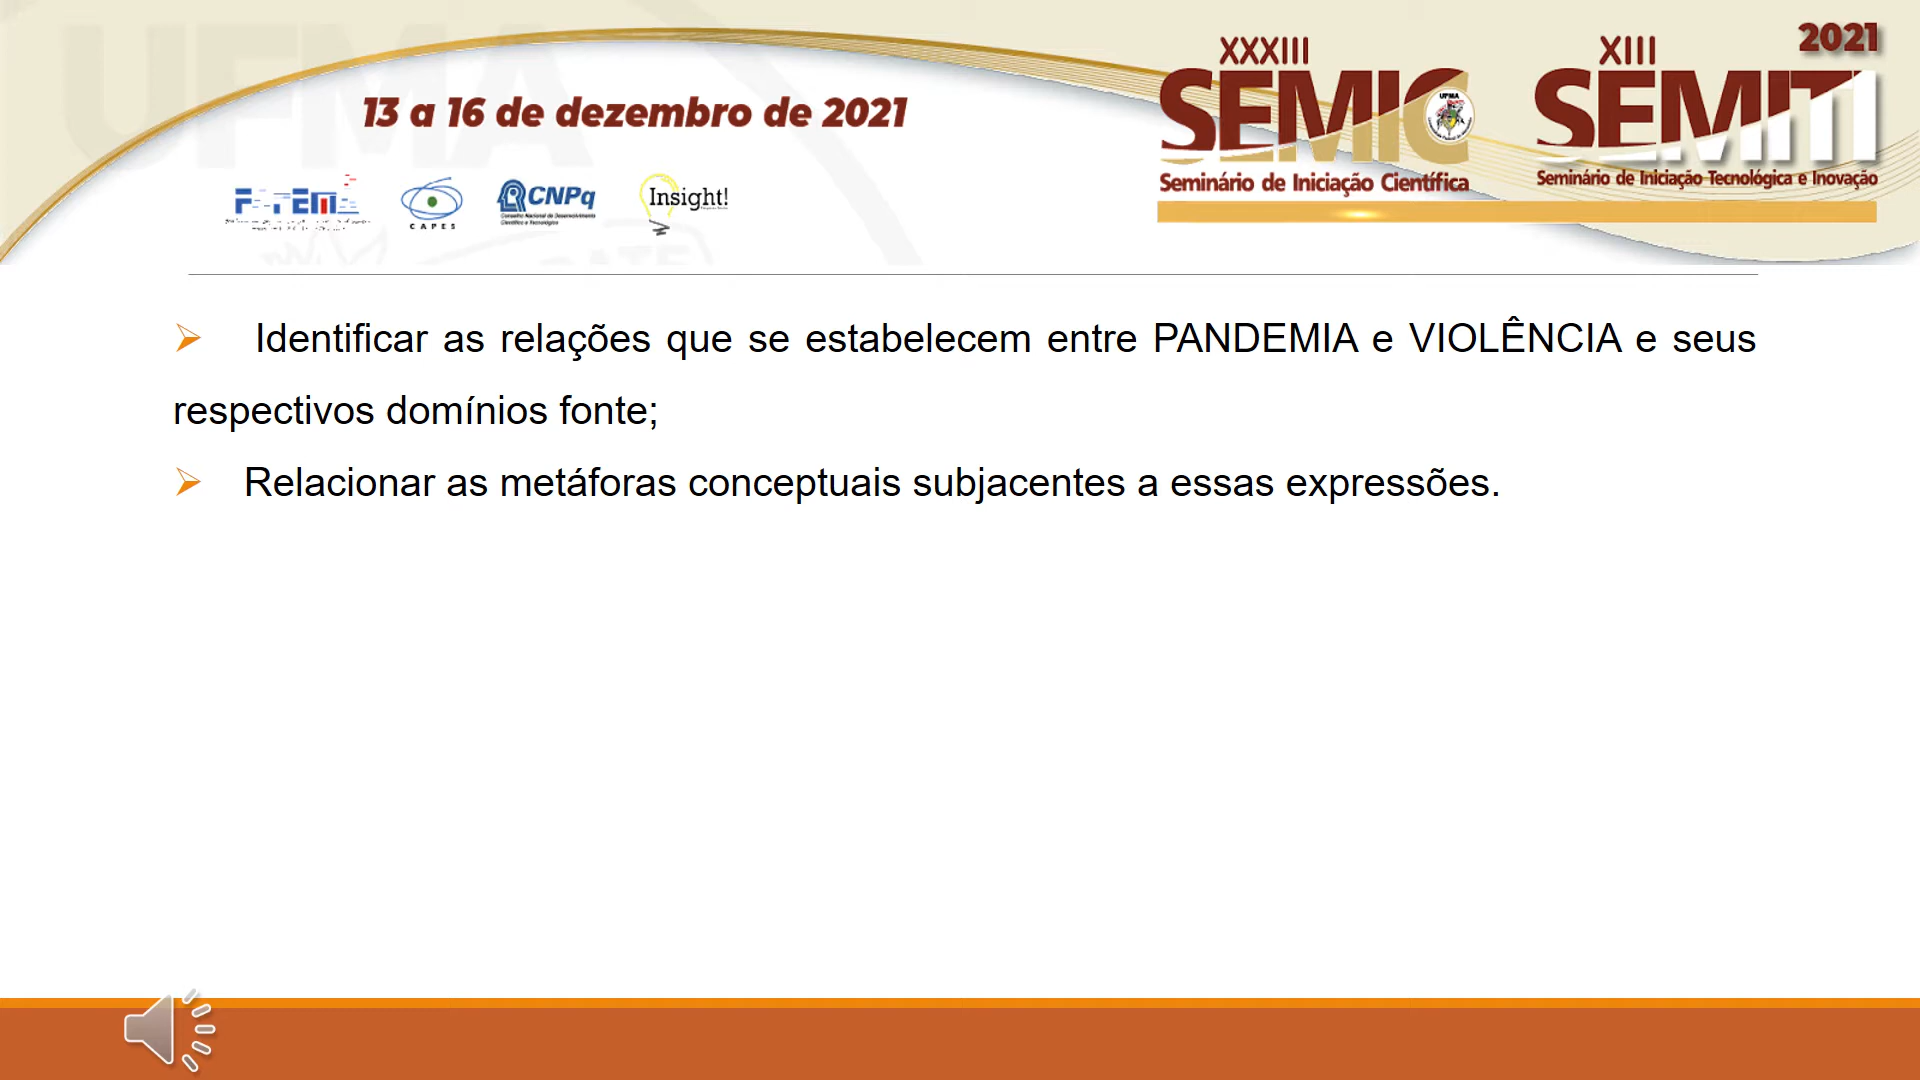 2021
XXXIII
XIII
SEMIC
SEMITI
UFMA
13 a 16 de dezembro de 2021
Seminário de Iniciação Científica
Seminário de Iniciação Tecnológica e Inovação
CAPES
CNPq
Conselho Nacional de Desenvolvimento
Científico e Tecnológico
Insight!
Identificar as relações que se estabelecem entre PANDEMIA e VIOLÊNCIA e seus
respectivos domínios fonte;
Relacionar as metáforas conceptuais subjacentes a essas expressões.